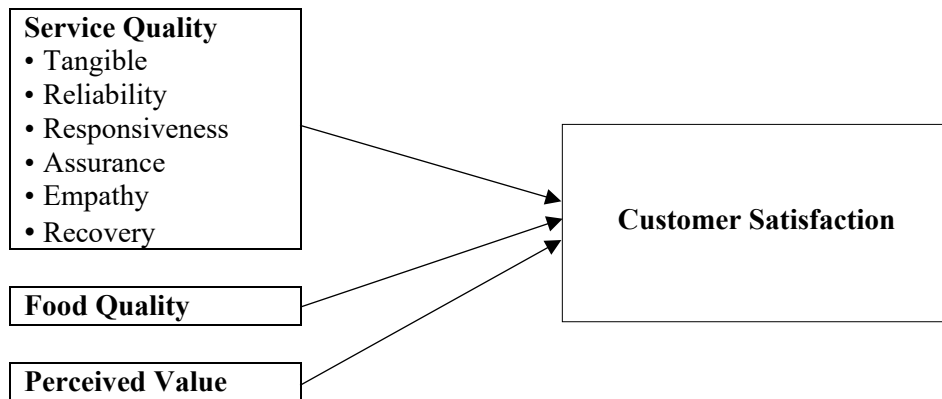 Service Quality
• Tangible
• Reliability
• Responsiveness
• Assurance
• Empathy
• Recovery
Customer Satisfaction
Food Quality
Perceived Value